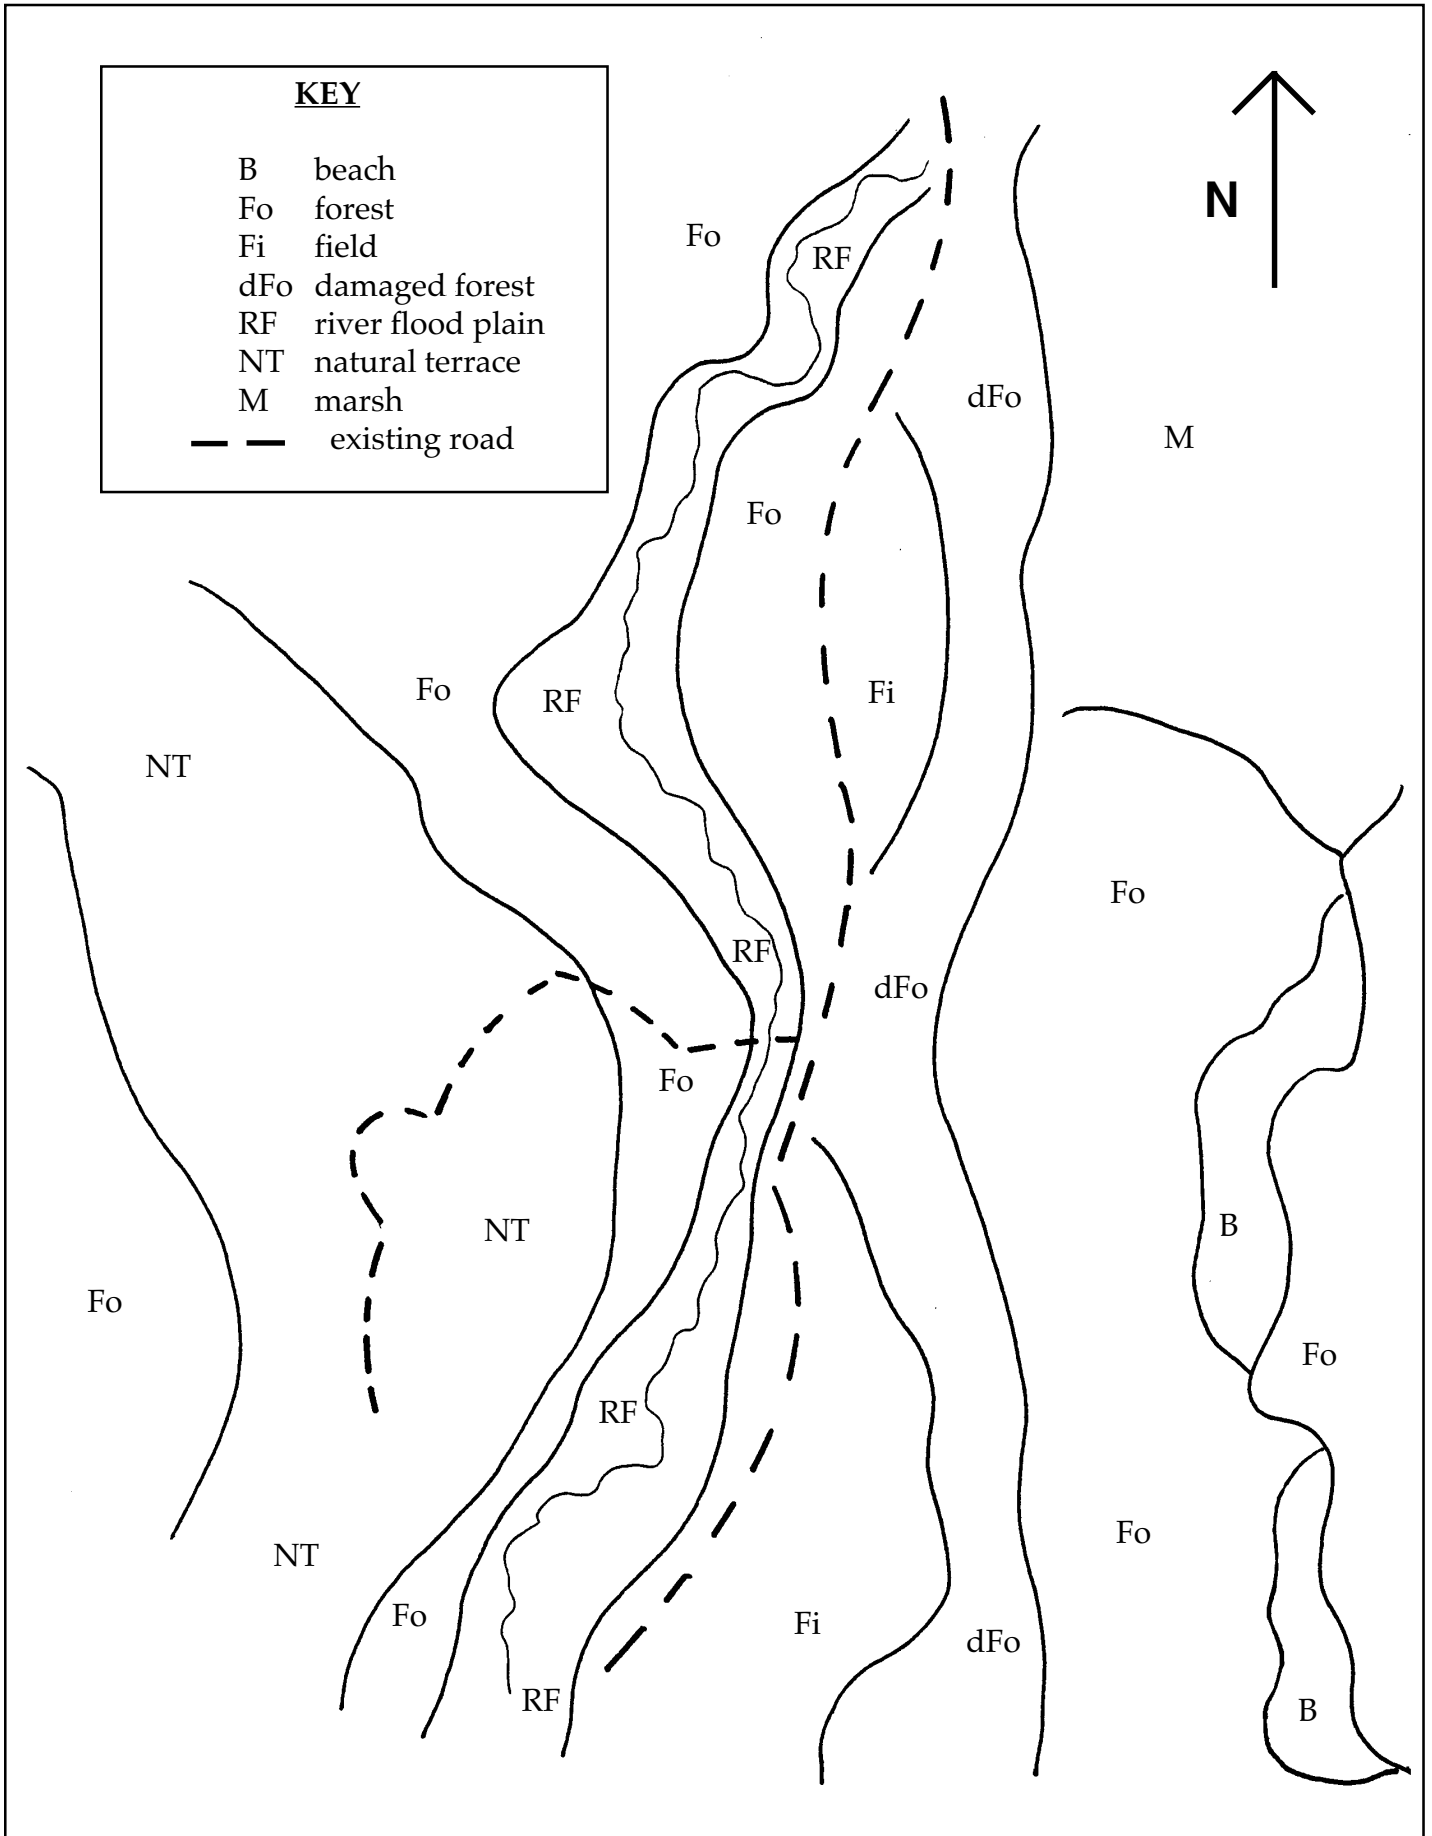 KEY
B beach
Fo forest
Fi field
dFo damaged forest
RF river flood plain
NT natural terrace
M marsh
existing road
N
Fo
RF
dFo
M
Fo
Fo
RF
Fi
NT
Fo
RF
dFo
Fo
NT
B
Fo
Fo
RF
Fo
NT
Fo
Fi
dFo
RF
B